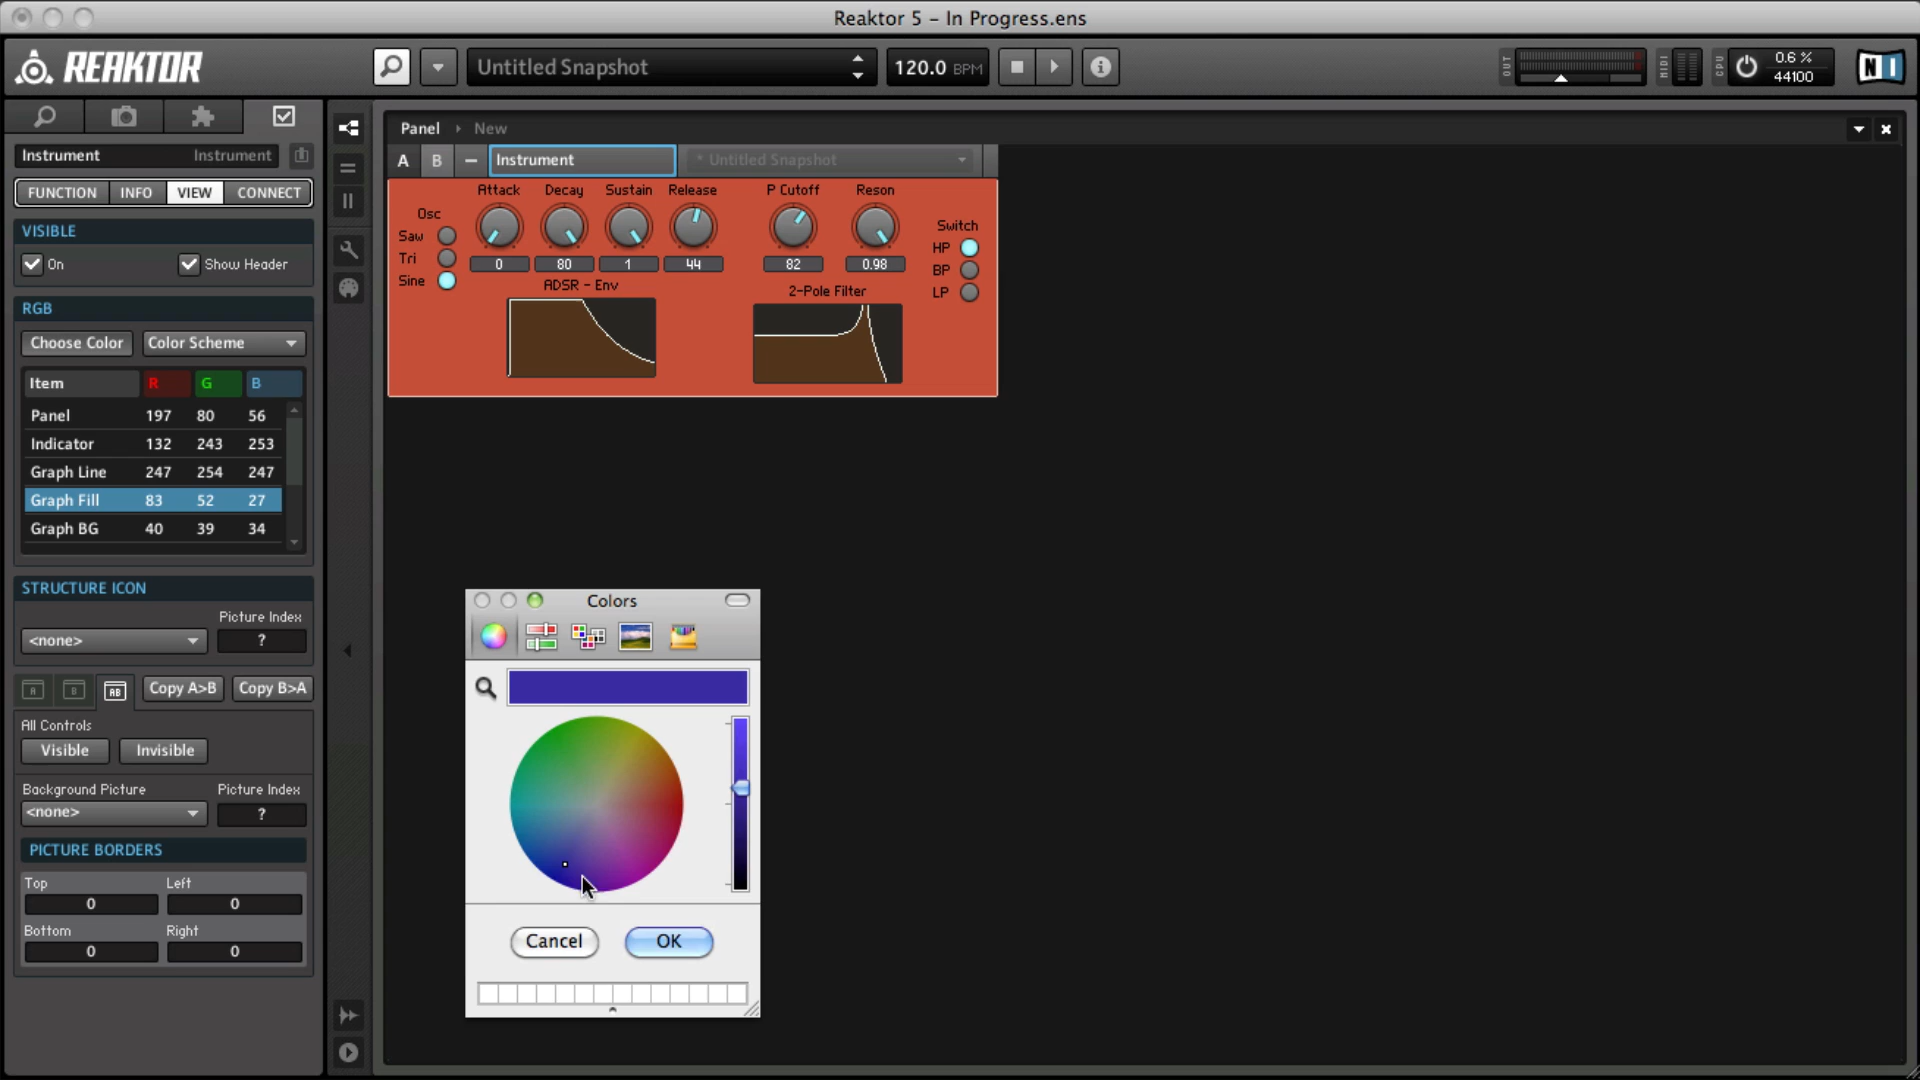 Reaktor 5 – In Progress.ens
REAKTOR
Untitled Snapshot
120.0 BPM
OUT
MIDI
CPU
0.6 %
44100
NI
Instrument Instrument
FUNCTION INFO VIEW CONNECT
VISIBLE
On Show Header
RGB
Choose Color Color Scheme
Item R G B
Panel 197 80 56
Indicator 132 243 253
Graph Line 247 254 247
Graph Fill 83 52 27
Graph BG 40 39 34
STRUCTURE ICON
Picture Index
<none> ?
A B AB Copy A>B Copy B>A
All Controls
Visible Invisible
Background Picture Picture Index
<none> ?
PICTURE BORDERS
Top Left
0 0
Bottom Right
0 0
Panel New
A B Instrument * Untitled Snapshot
Attack Decay Sustain Release P Cutoff Reson
Osc
Saw
Tri
Sine
0 80 1 44 82 0.98
Switch
HP
BP
LP
ADSR - Env
2-Pole Filter
Colors
Cancel OK